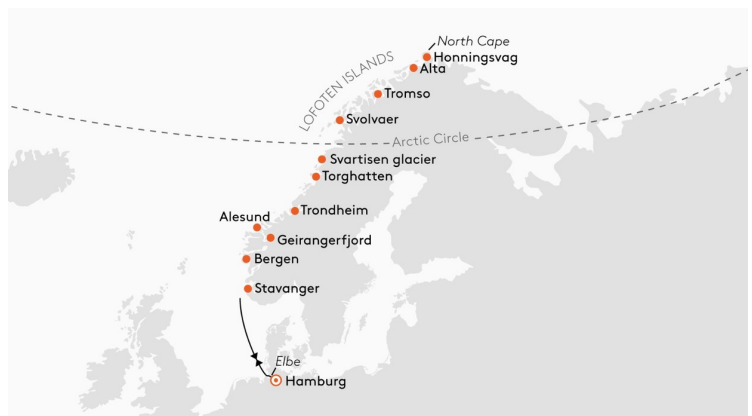 North Cape
Honningsvag
Alta
LOFOTEN ISLANDS
Tromso
Svolvaer
Arctic Circle
Svartisen glacier
Torghatten
Trondheim
Alesund
Geirangerfjord
Bergen
Stavanger
Elbe
Hamburg